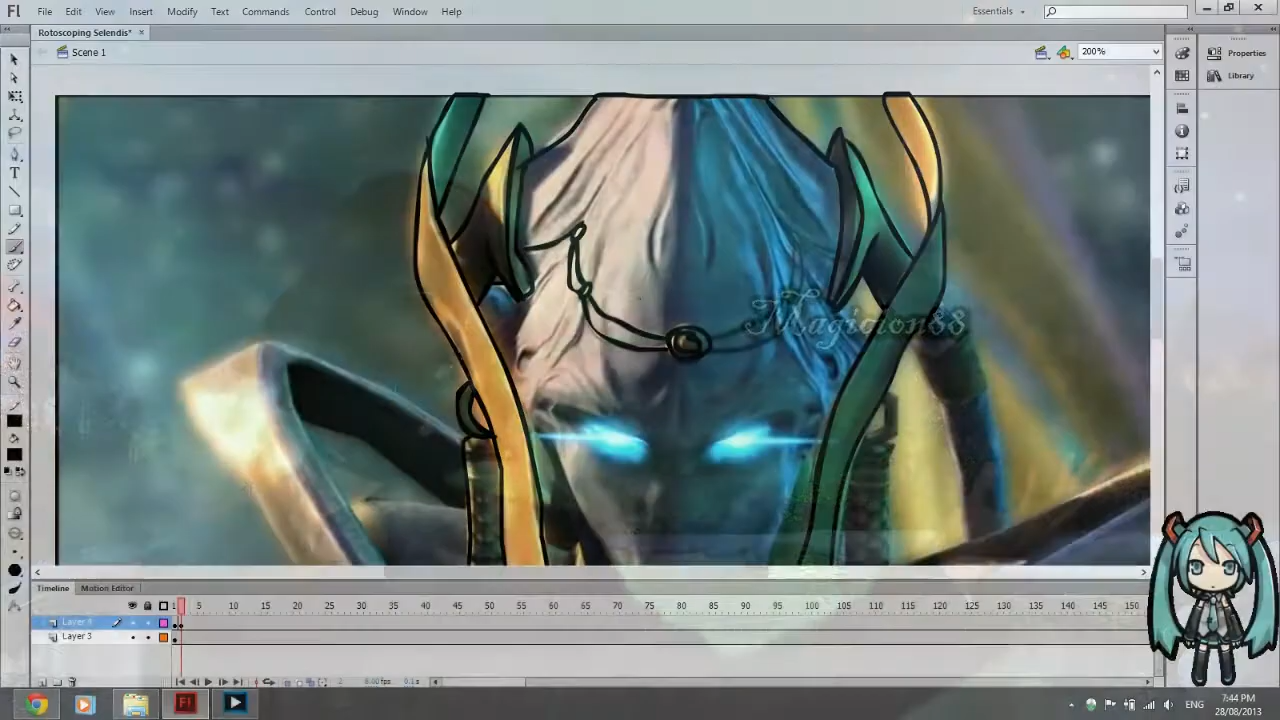 Fl File Edit View Insert Modify Text Commands Control Debug Window Help Essentials
Rotoscoping Selendis* ×
Scene 1 200%
Properties
Library
T
Magician88
Timeline Motion Editor
5 10 15 20 25 30 35 40 45 50 55 60 65 70 75 80 85 90 95 100 105 110 115 120 125 130 135 140 145 150
Layer 3
Fl ENG 7:44 PM
28/08/2013